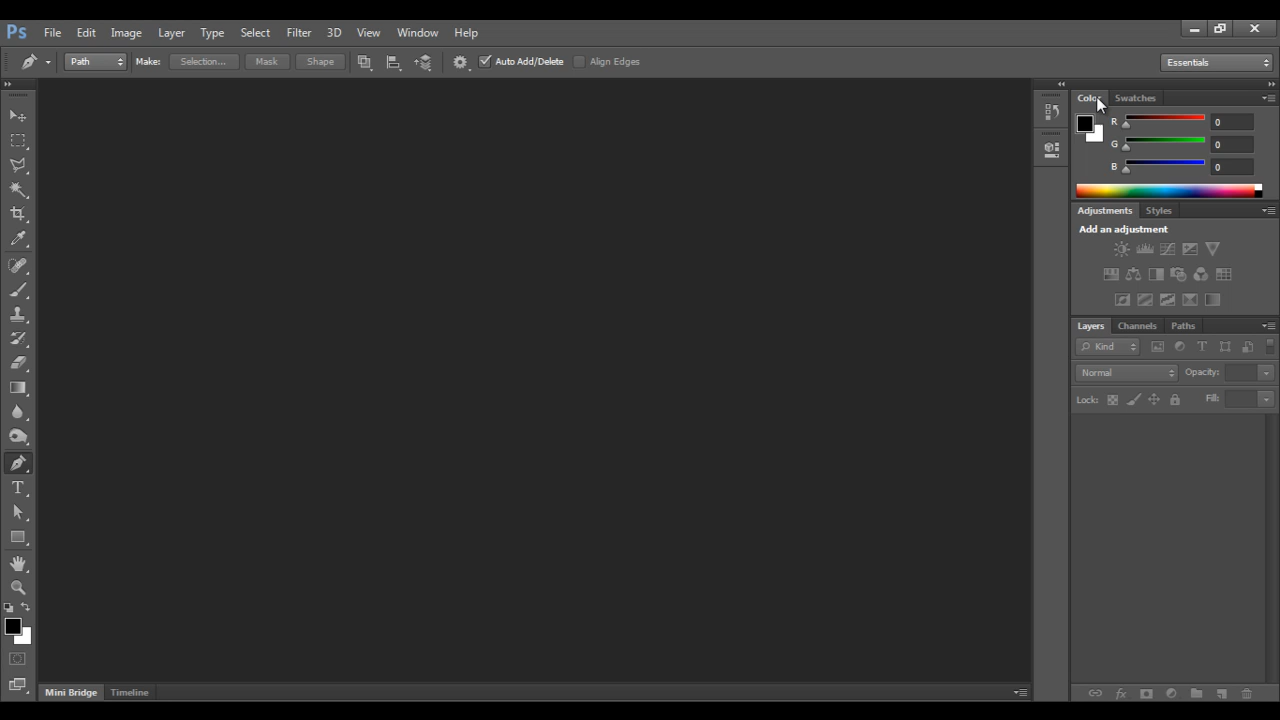 Ps File Edit Image Layer Type Select Filter 3D View Window Help
Path Make: Selection... Mask Shape Auto Add/Delete Align Edges Essentials
Color Swatches
R 0
G 0
B 0
Adjustments Styles
Add an adjustment
Layers Channels Paths
Kind
Normal Opacity:
Lock: Fill:
Mini Bridge Timeline